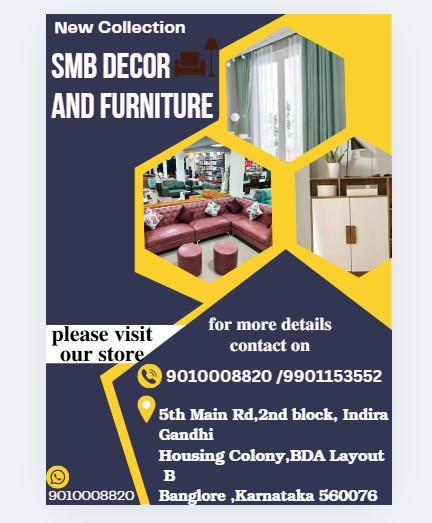 New Collection
SMB DECOR
AND FURNITURE
please visit
our store
for more details
contact on
9010008820 /9901153552
5th Main Rd,2nd block, Indira
Gandhi
Housing Colony,BDA Layout
B
Banglore ,Karnataka 560076
9010008820